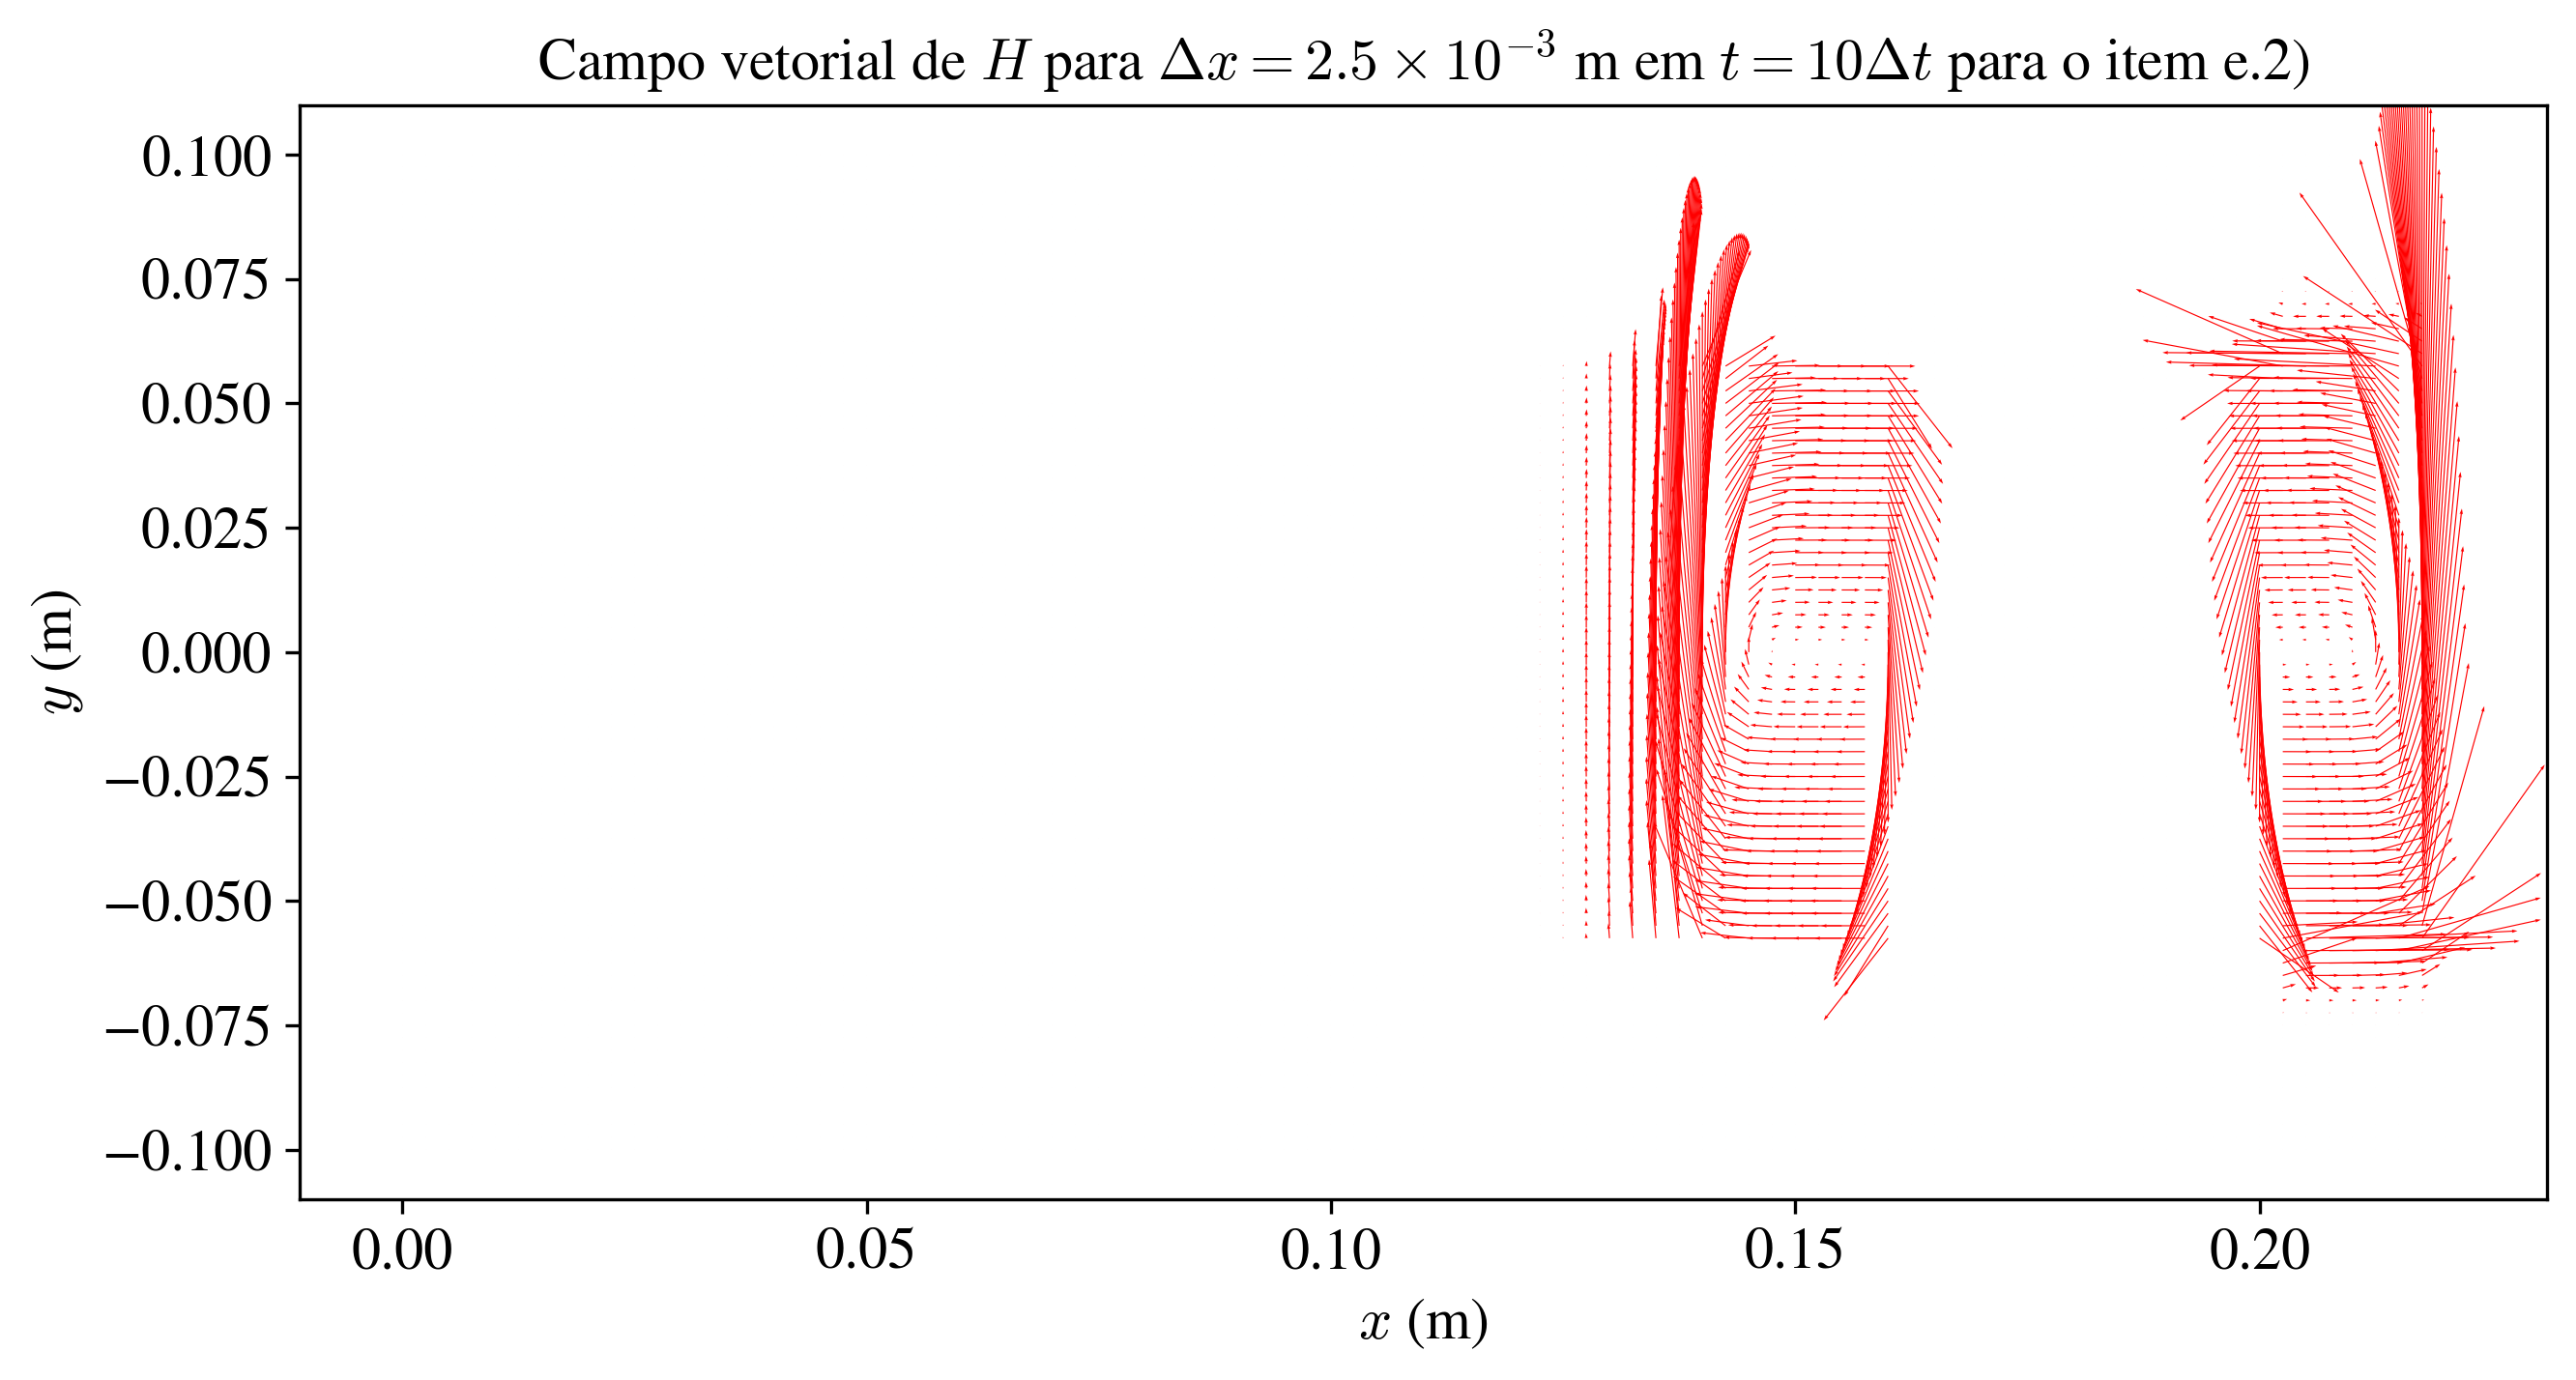 Campo vetorial de H para Δx = 2.5 × 10⁻³ m em t = 10Δt para o item e.2)
0.100
0.075
0.050
0.025
0.000
−0.025
−0.050
−0.075
−0.100
y (m)
0.00 0.05 0.10 0.15 0.20
x (m)